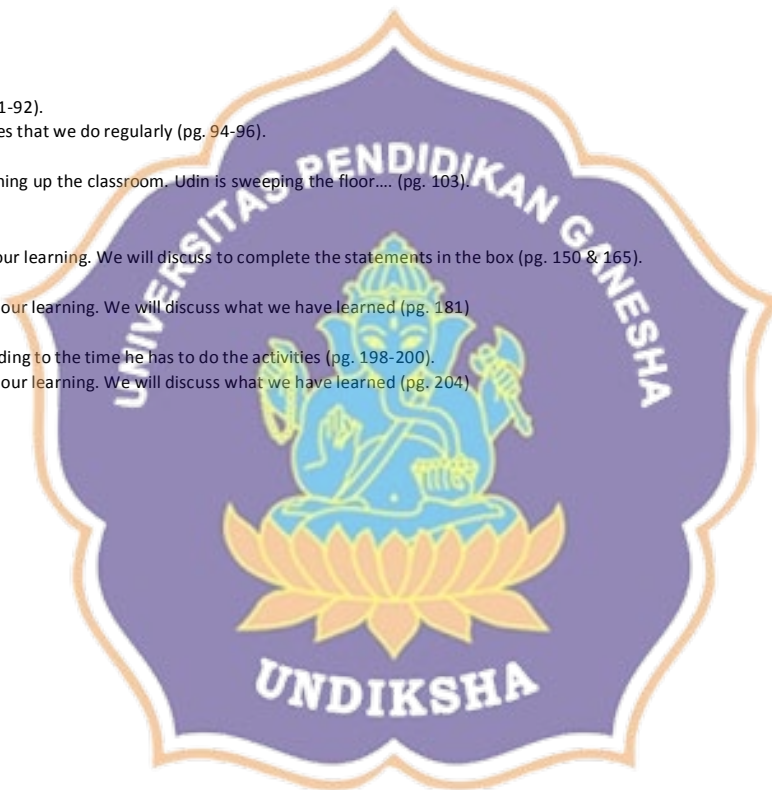 1-92).
es that we do regularly (pg. 94-96).
ning up the classroom. Udin is sweeping the floor.... (pg. 103).
our learning. We will discuss to complete the statements in the box (pg. 150 & 165).
our learning. We will discuss what we have learned (pg. 181)
ding to the time he has to do the activities (pg. 198-200).
our learning. We will discuss what we have learned (pg. 204)
UNIVERSITAS PENDIDIKAN GANESHA
UNDIKSHA